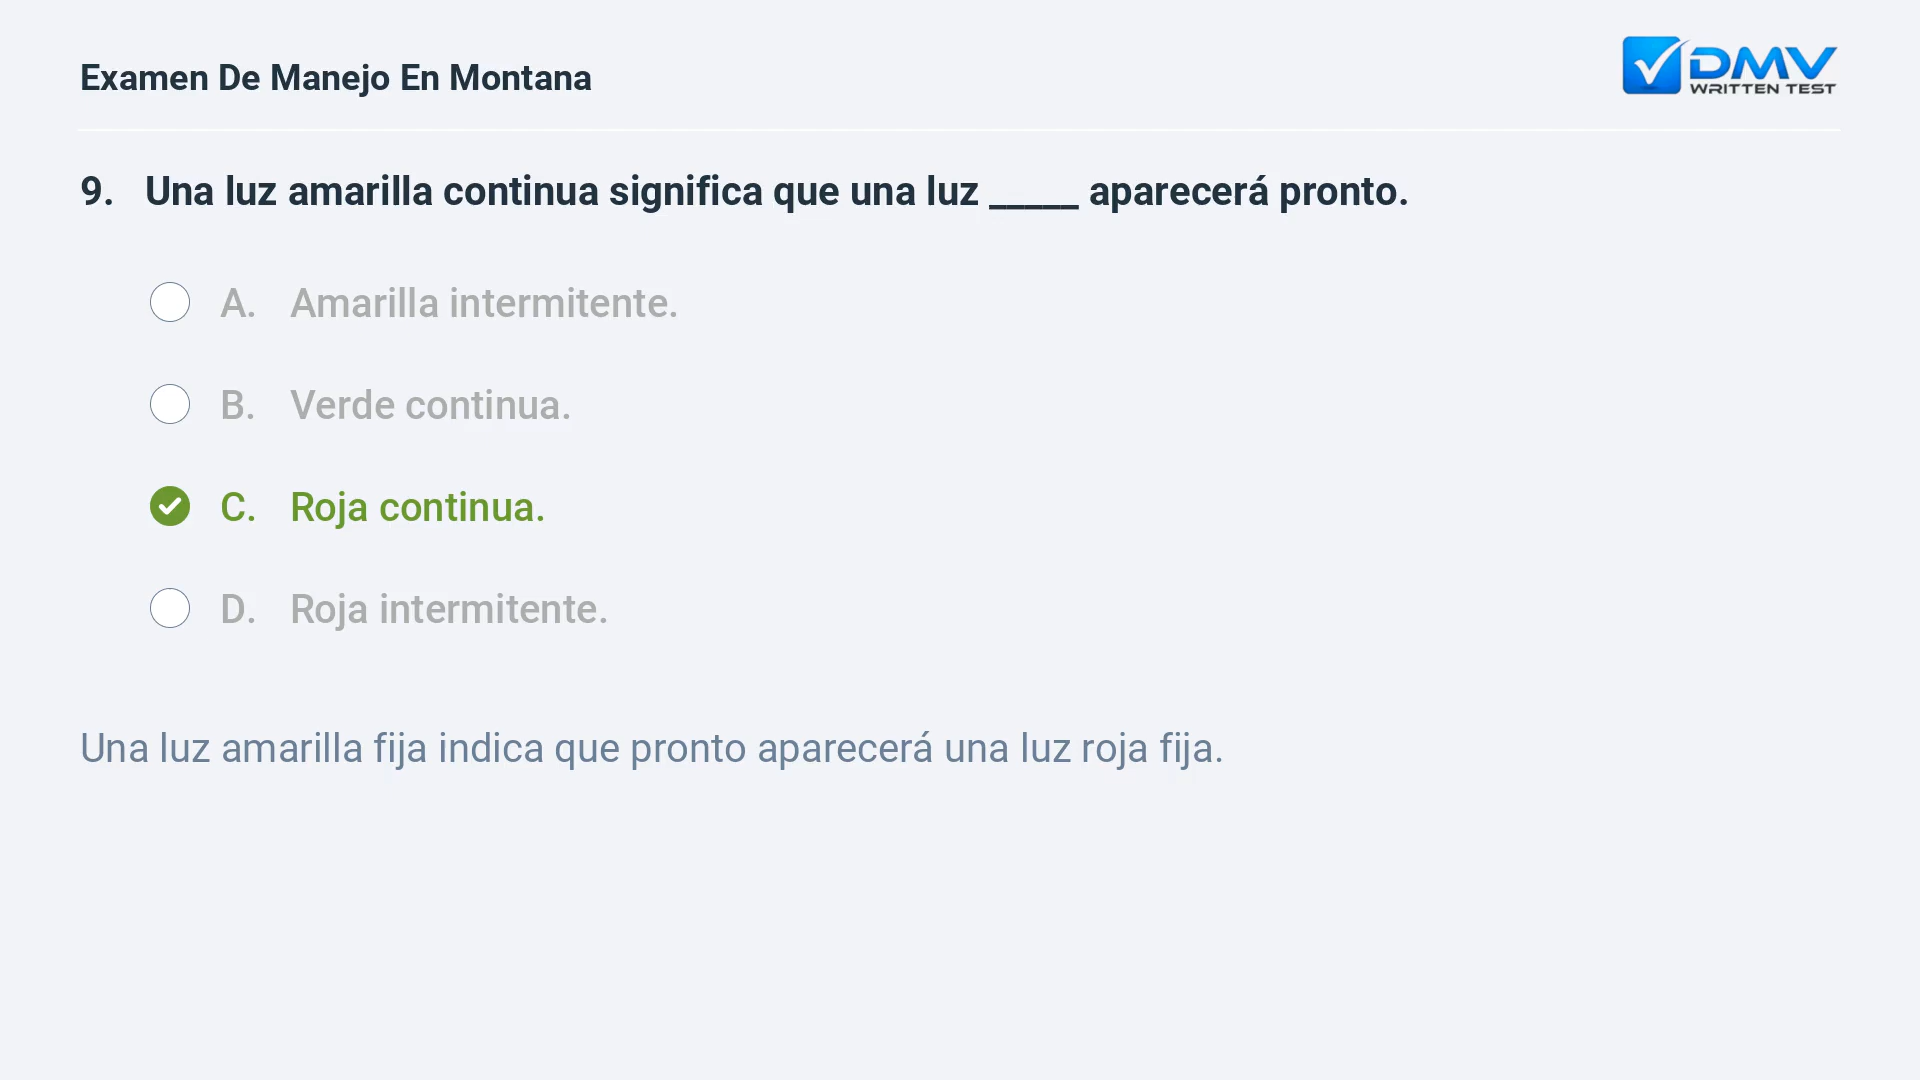 Examen De Manejo En Montana
DMV
WRITTEN TEST
9. Una luz amarilla continua significa que una luz _____ aparecerá pronto.
A. Amarilla intermitente.
B. Verde continua.
C. Roja continua.
D. Roja intermitente.
Una luz amarilla fija indica que pronto aparecerá una luz roja fija.